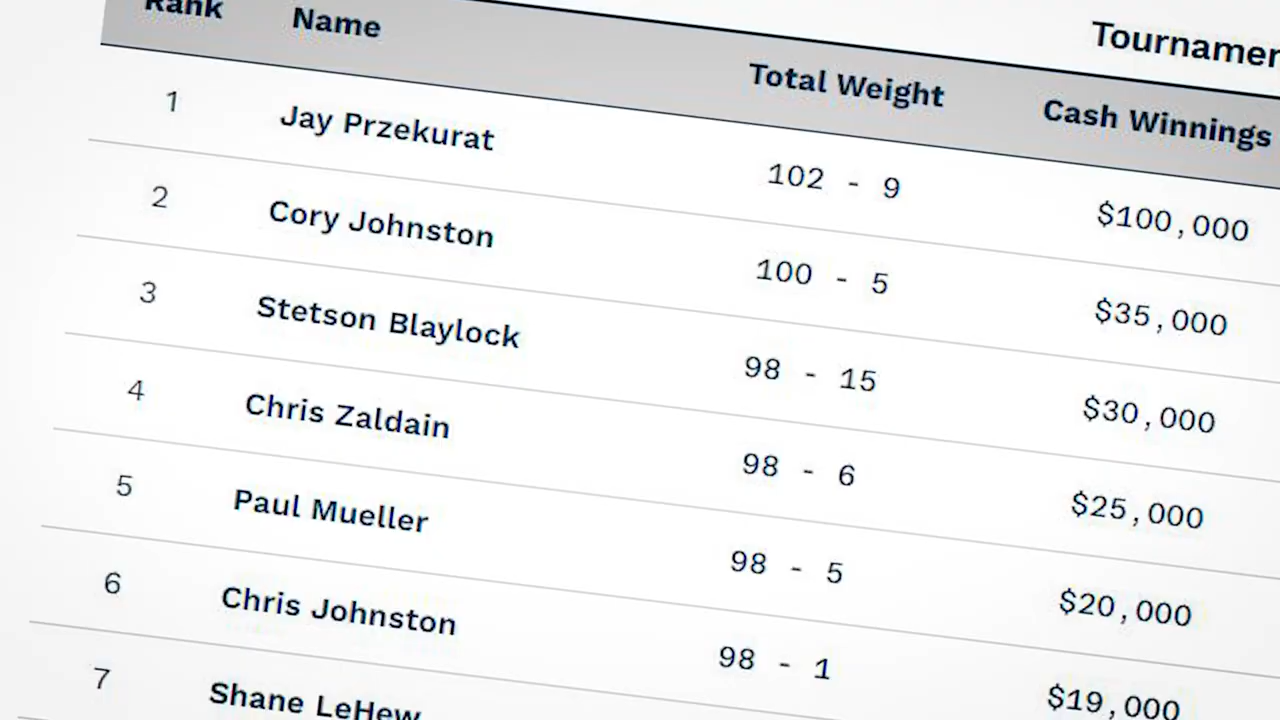 Tournamen
Rank Name Total Weight Cash Winnings
1 Jay Przekurat 102 - 9 $100,000
2 Cory Johnston 100 - 5 $35,000
3 Stetson Blaylock 98 - 15 $30,000
4 Chris Zaldain 98 - 6 $25,000
5 Paul Mueller 98 - 5 $20,000
6 Chris Johnston 98 - 1 $19,000
7 Shane LeHew